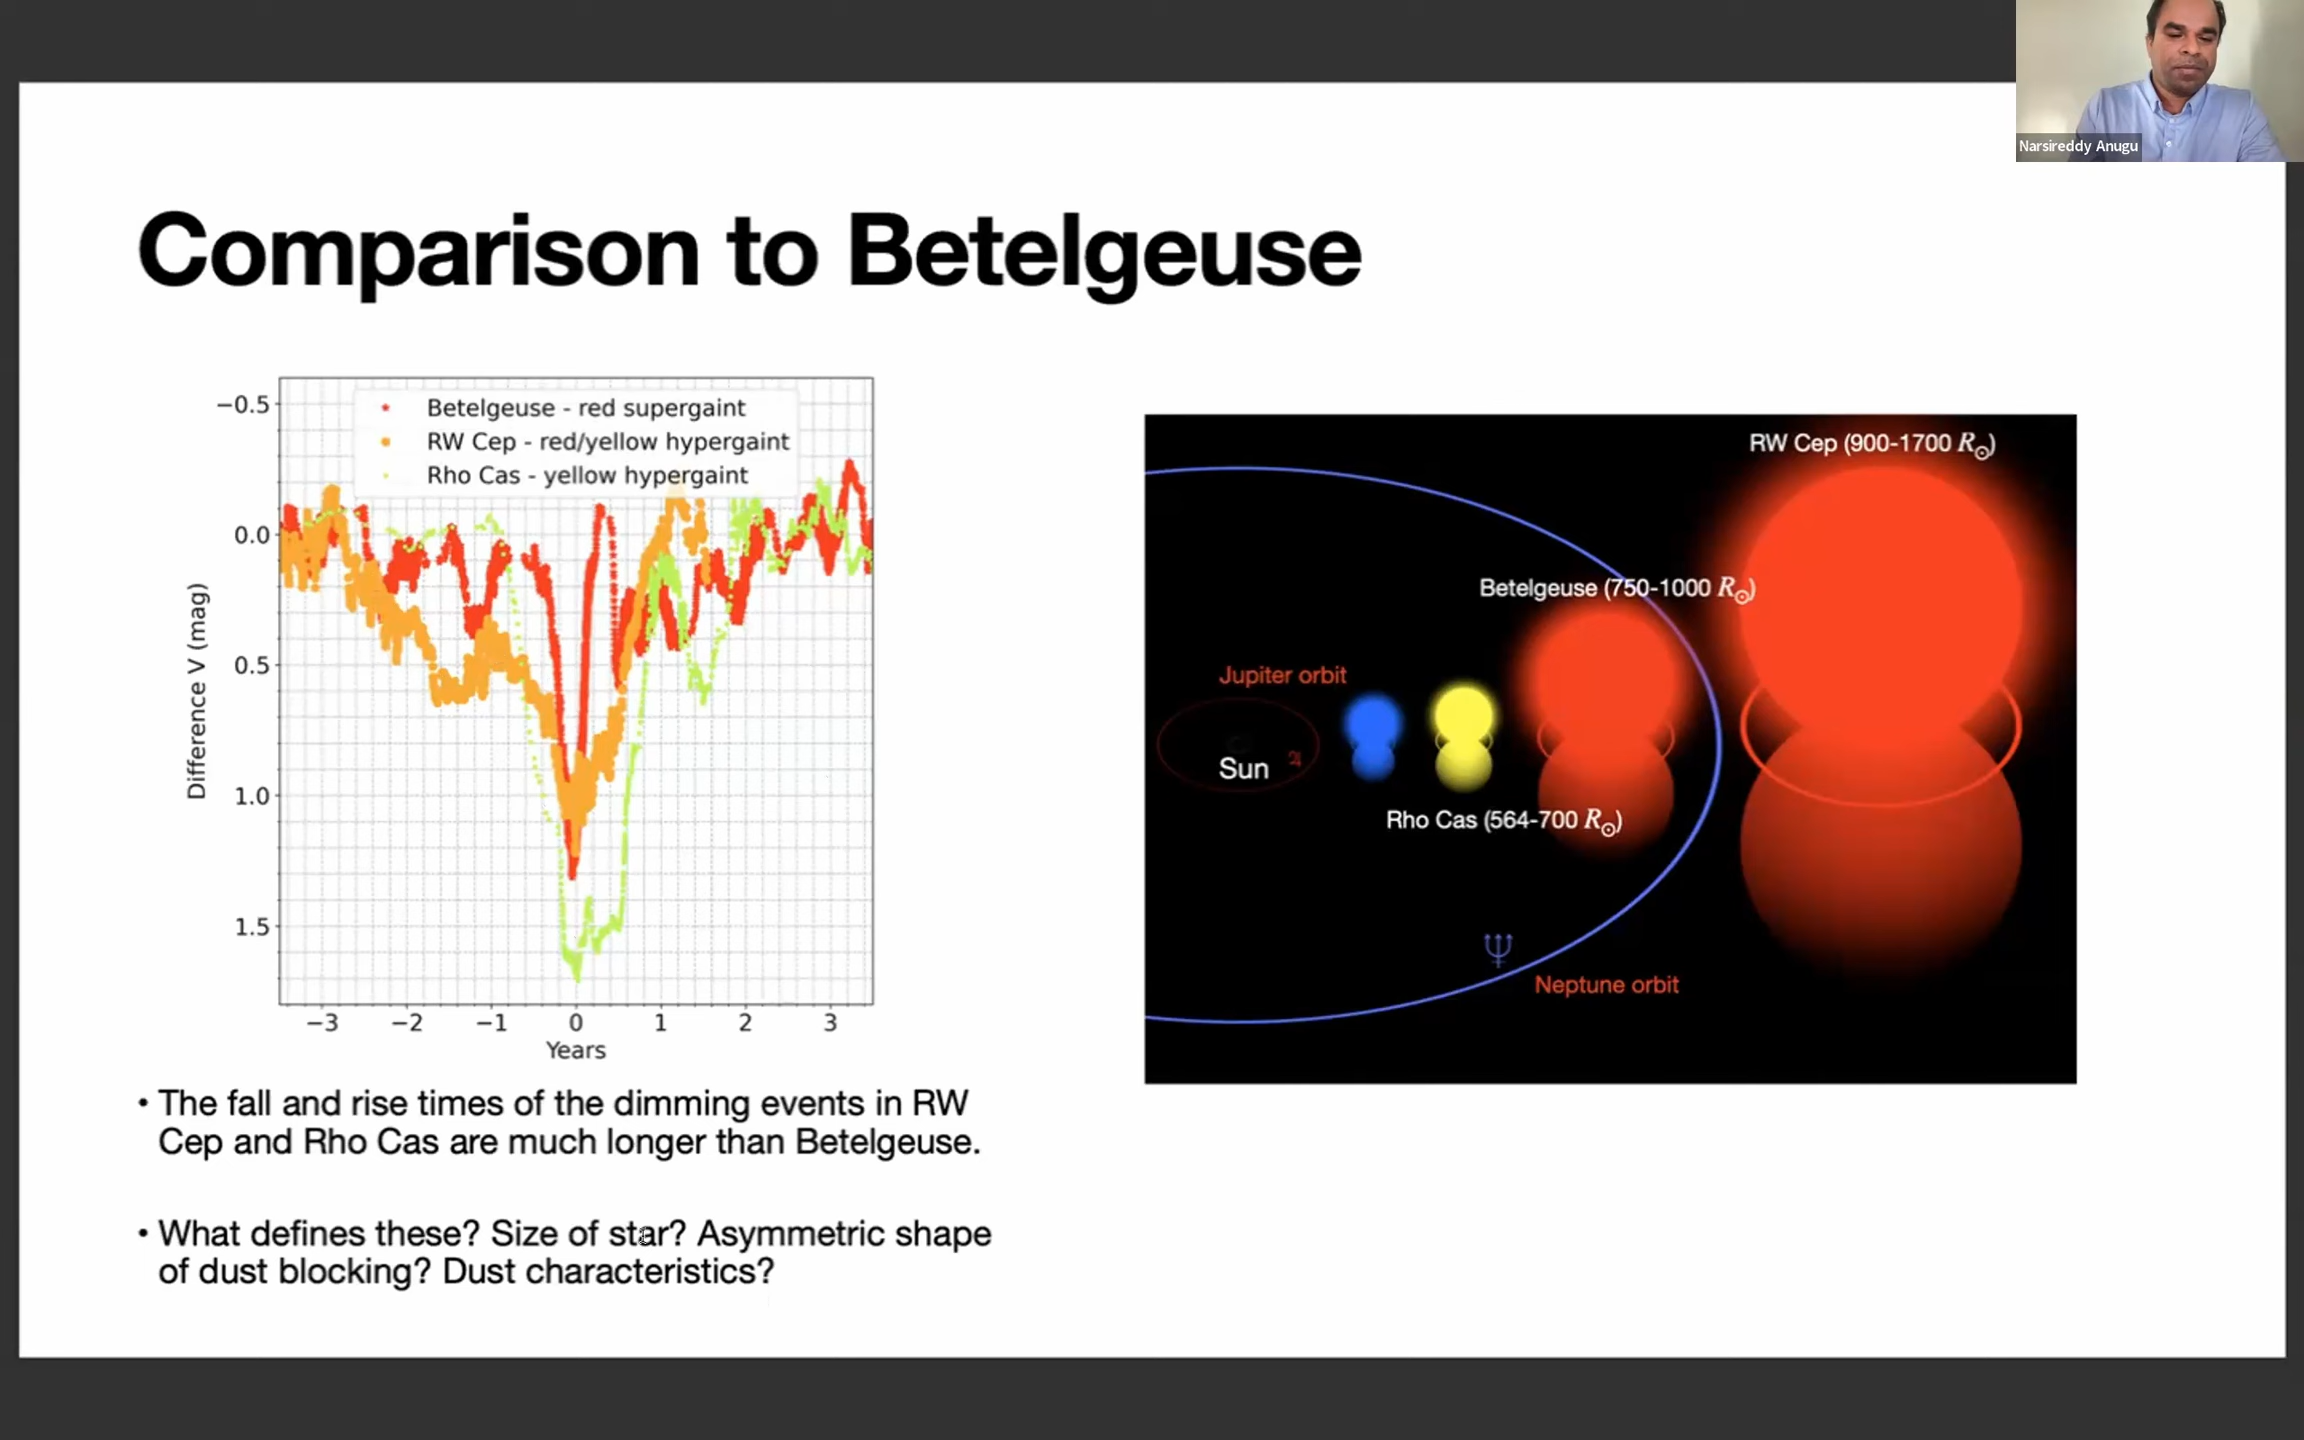 Narsireddy Anugu
Comparison to Betelgeuse
−0.5
0.0
0.5
1.0
1.5
Difference V (mag)
Betelgeuse - red supergaint
RW Cep - red/yellow hypergaint
Rho Cas - yellow hypergaint
−3 −2 −1 0 1 2 3
Years
RW Cep (900-1700 R☉)
Betelgeuse (750-1000 R☉)
Jupiter orbit
Sun ♃
Rho Cas (564-700 R☉)
♆
Neptune orbit
• The fall and rise times of the dimming events in RW
Cep and Rho Cas are much longer than Betelgeuse.
• What defines these? Size of star? Asymmetric shape
of dust blocking? Dust characteristics?